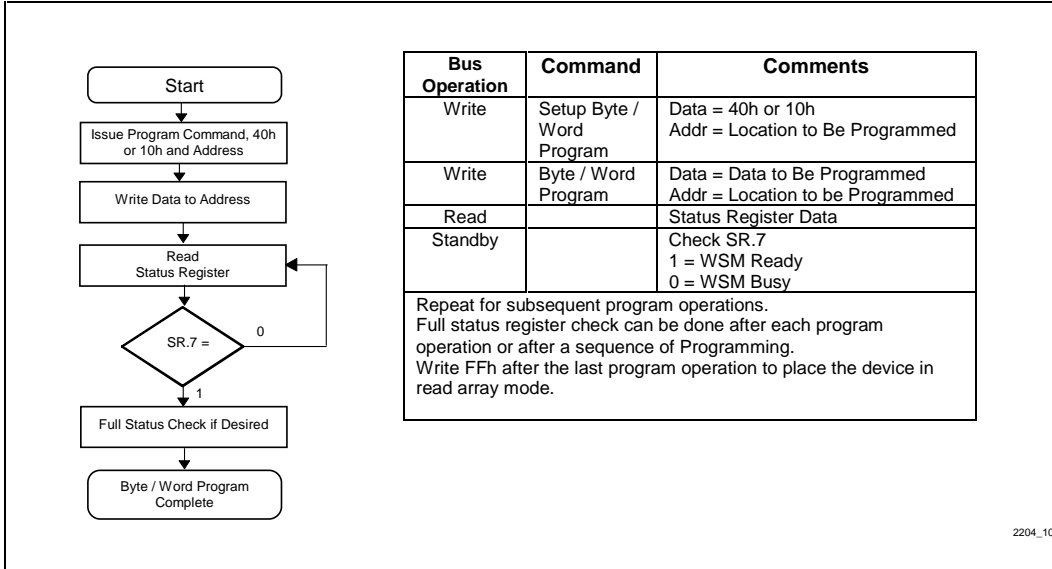 Start
Issue Program Command, 40h
or 10h and Address
Write Data to Address
Read
Status Register
SR.7 =
0
1
Full Status Check if Desired
Byte / Word Program
Complete
Bus
Operation
Command
Comments
Write
Setup Byte /
Word
Program
Data = 40h or 10h
Addr = Location to Be Programmed
Write
Byte / Word
Program
Data = Data to Be Programmed
Addr = Location to be Programmed
Read
Status Register Data
Standby
Check SR.7
1 = WSM Ready
0 = WSM Busy
Repeat for subsequent program operations.
Full status register check can be done after each program
operation or after a sequence of Programming.
Write FFh after the last program operation to place the device in
read array mode.
2204_10